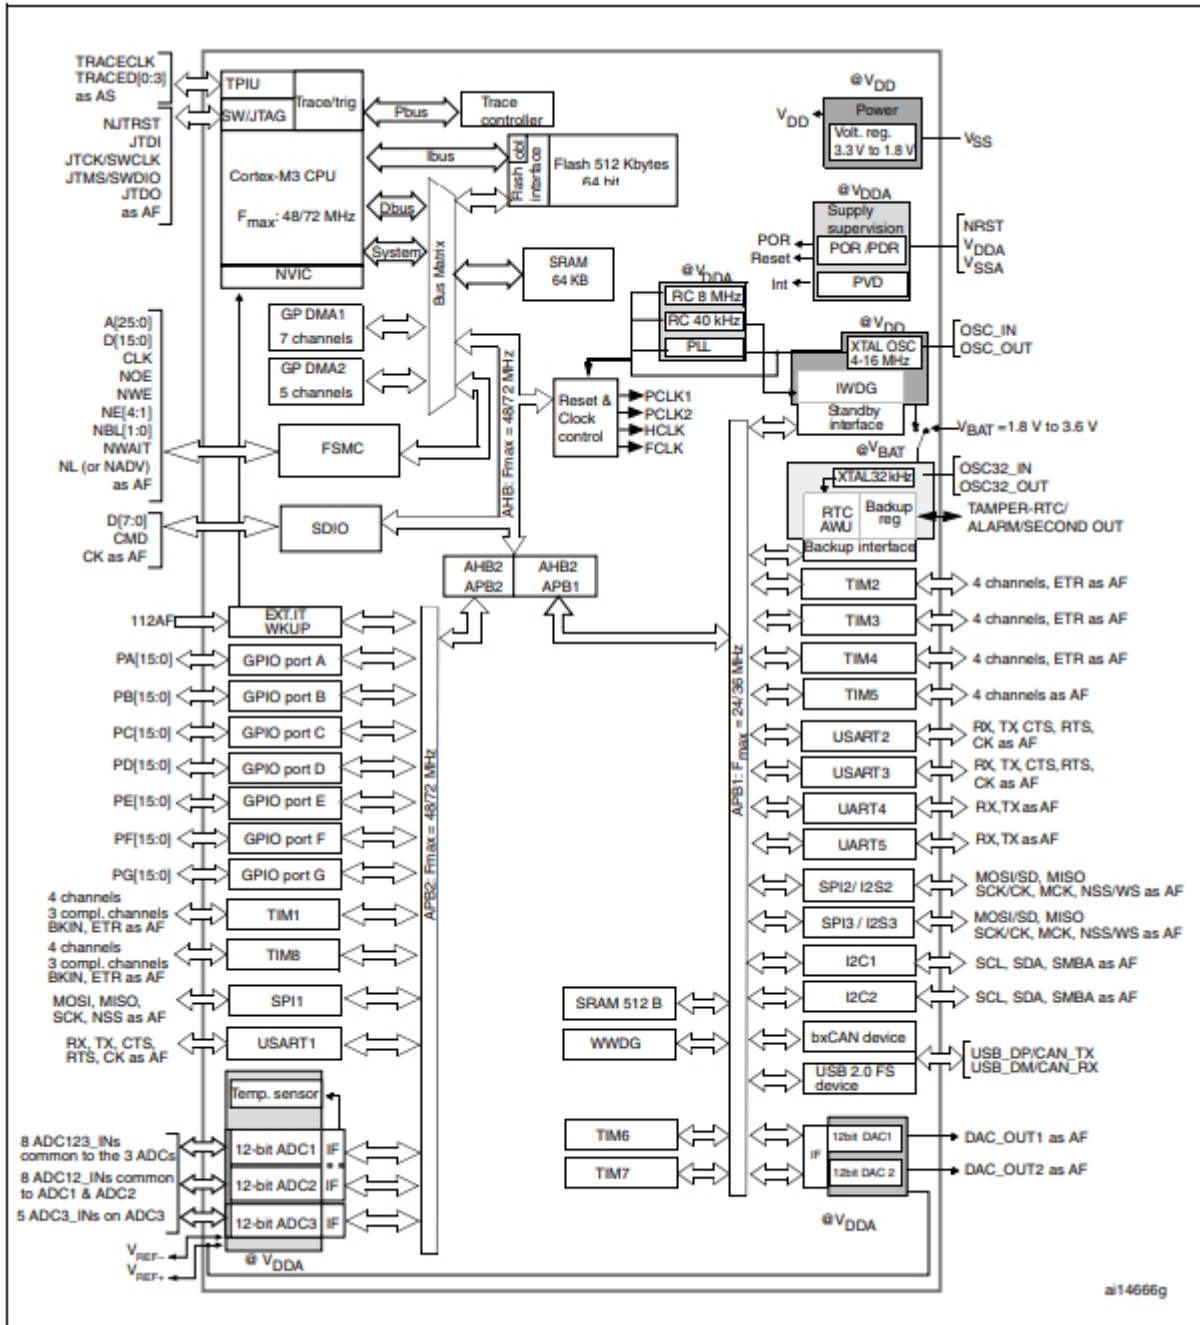 TRACECLK
TRACED[0:3]
as AS
NJTRST
JTDI
JTCK/SWCLK
JTMS/SWDIO
JTDO
as AF
TPIU
SW/JTAG
Trace/trig
Cortex-M3 CPU
Fmax: 48/72 MHz
NVIC
Pbus
Trace
controller
Ibus
Flash obl
interface
Flash 512 Kbytes
64 bit
Dbus
System
Bus Matrix
SRAM
64 KB
GP DMA1
7 channels
GP DMA2
5 channels
@VDD
Power
VDD
Volt. reg.
3.3 V to 1.8 V
VSS
@VDDA
Supply
supervision
POR
Reset
POR /PDR
Int
PVD
NRST
VDDA
VSSA
@VDDA
RC 8 MHz
RC 40 kHz
PLL
@VDD
XTAL OSC
4-16 MHz
OSC_IN
OSC_OUT
IWDG
Standby
interface
Reset &
Clock
control
PCLK1
PCLK2
HCLK
FCLK
VBAT =1.8 V to 3.6 V
@VBAT
XTAL32kHz
OSC32_IN
OSC32_OUT
RTC
AWU
Backup
reg
Backup interface
TAMPER-RTC/
ALARM/SECOND OUT
A[25:0]
D[15:0]
CLK
NOE
NWE
NE[4:1]
NBL[1:0]
NWAIT
NL (or NADV)
as AF
FSMC
D[7:0]
CMD
CK as AF
SDIO
AHB: Fmax = 48/72 MHz
AHB2
APB2
AHB2
APB1
112AF
EXT.IT
WKUP
PA[15:0]
GPIO port A
PB[15:0]
GPIO port B
PC[15:0]
GPIO port C
PD[15:0]
GPIO port D
PE[15:0]
GPIO port E
PF[15:0]
GPIO port F
PG[15:0]
GPIO port G
4 channels
3 compl. channels
BKIN, ETR as AF
TIM1
4 channels
3 compl. channels
BKIN, ETR as AF
TIM8
MOSI, MISO,
SCK, NSS as AF
SPI1
RX, TX, CTS,
RTS, CK as AF
USART1
Temp. sensor
8 ADC123_INs
common to the 3 ADCs
12-bit ADC1
IF
8 ADC12_INs common
to ADC1 & ADC2
12-bit ADC2
IF
5 ADC3_INs on ADC3
12-bit ADC3
IF
VREF–
VREF+
@ VDDA
APB2: Fmax = 48/72 MHz
APB1: Fmax = 24/36 MHz
TIM2
4 channels, ETR as AF
TIM3
4 channels, ETR as AF
TIM4
4 channels, ETR as AF
TIM5
4 channels as AF
USART2
RX, TX, CTS, RTS,
CK as AF
USART3
RX, TX, CTS, RTS,
CK as AF
UART4
RX,TX as AF
UART5
RX,TX as AF
SPI2/ I2S2
MOSI/SD, MISO
SCK/CK, MCK, NSS/WS as AF
SPI3 / I2S3
MOSI/SD, MISO
SCK/CK, MCK, NSS/WS as AF
I2C1
SCL, SDA, SMBA as AF
I2C2
SCL, SDA, SMBA as AF
SRAM 512 B
WWDG
bxCAN device
USB 2.0 FS
device
USB_DP/CAN_TX
USB_DM/CAN_RX
TIM6
TIM7
IF
12bit DAC1
DAC_OUT1 as AF
12bit DAC 2
DAC_OUT2 as AF
@VDDA
ai14666g